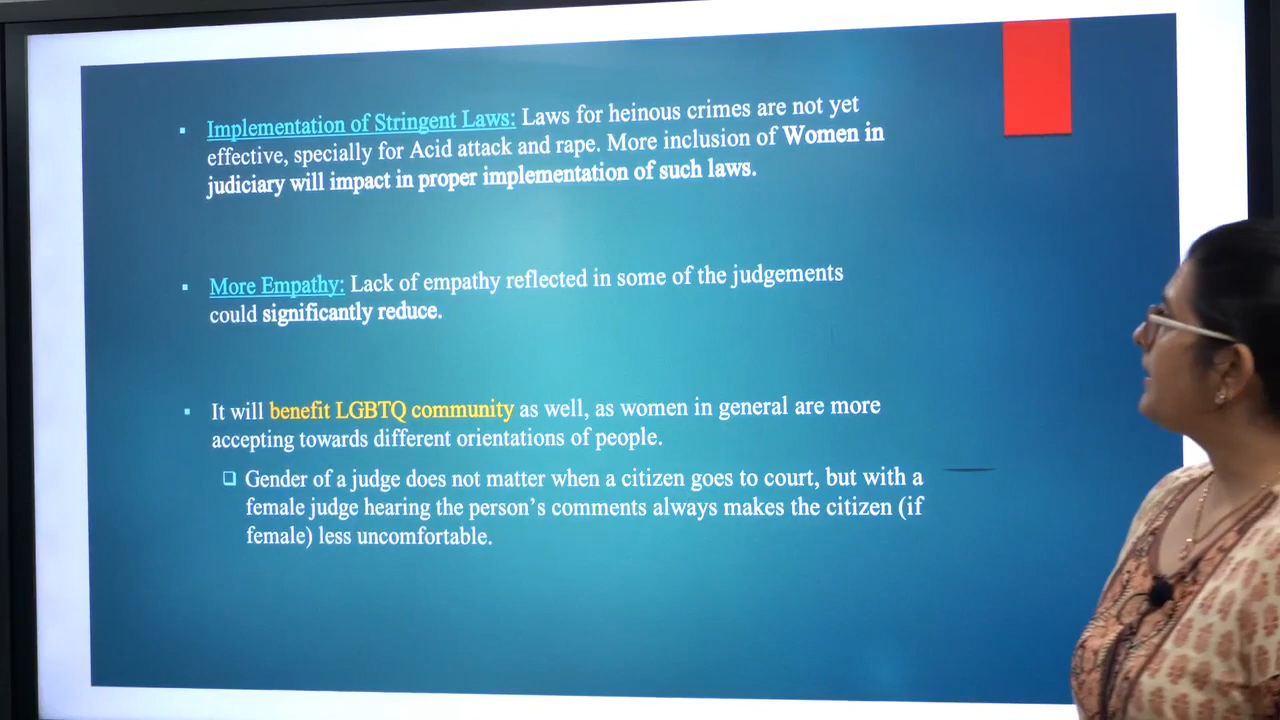 ▪ Implementation of Stringent Laws: Laws for heinous crimes are not yet
effective, specially for Acid attack and rape. More inclusion of Women in
judiciary will impact in proper implementation of such laws.
▪ More Empathy: Lack of empathy reflected in some of the judgements
could significantly reduce.
▪ It will benefit LGBTQ community as well, as women in general are more
accepting towards different orientations of people.
❑ Gender of a judge does not matter when a citizen goes to court, but with a
female judge hearing the person’s comments always makes the citizen (if
female) less uncomfortable.